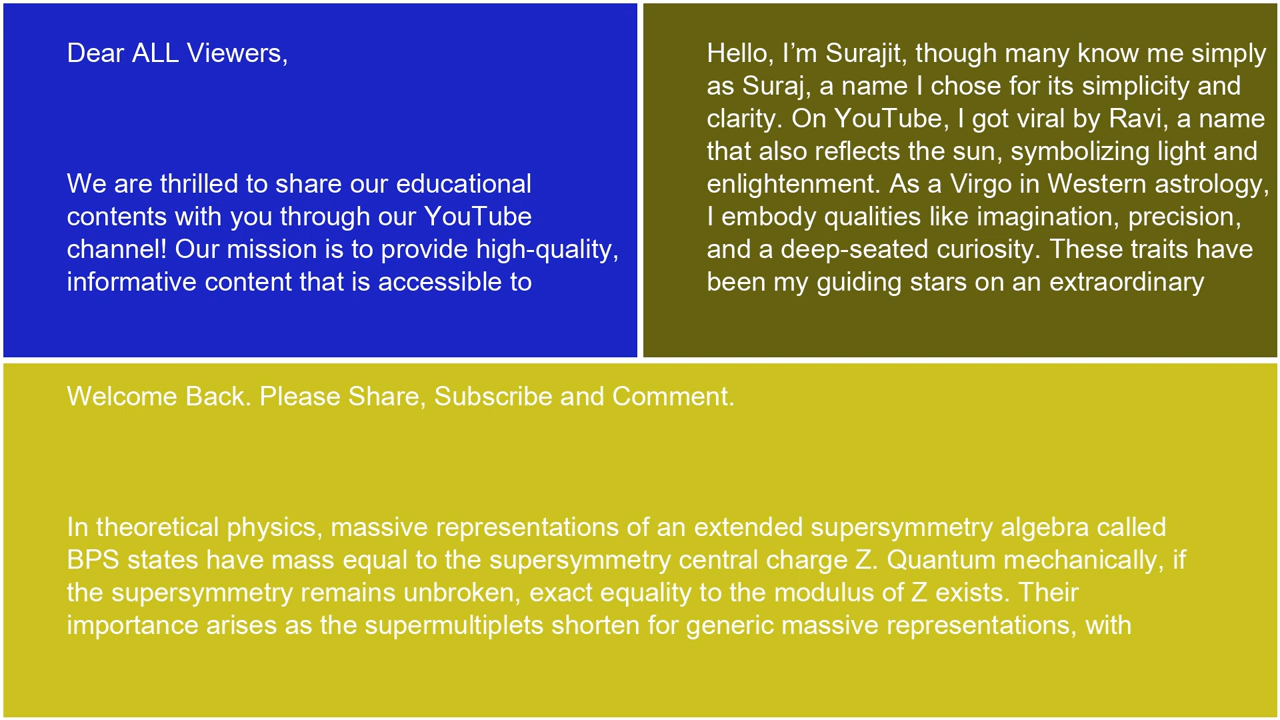 Dear ALL Viewers,
We are thrilled to share our educational
contents with you through our YouTube
channel! Our mission is to provide high-quality,
informative content that is accessible to
Hello, I’m Surajit, though many know me simply
as Suraj, a name I chose for its simplicity and
clarity. On YouTube, I got viral by Ravi, a name
that also reflects the sun, symbolizing light and
enlightenment. As a Virgo in Western astrology,
I embody qualities like imagination, precision,
and a deep-seated curiosity. These traits have
been my guiding stars on an extraordinary
Welcome Back. Please Share, Subscribe and Comment.
In theoretical physics, massive representations of an extended supersymmetry algebra called
BPS states have mass equal to the supersymmetry central charge Z. Quantum mechanically, if
the supersymmetry remains unbroken, exact equality to the modulus of Z exists. Their
importance arises as the supermultiplets shorten for generic massive representations, with